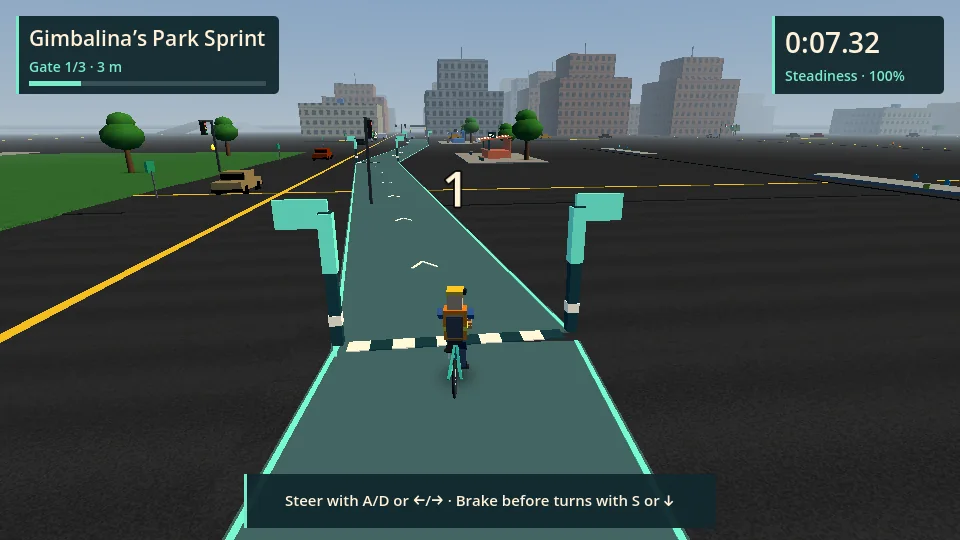 Gimbalina’s Park Sprint
Gate 1/3 · 3 m
0:07.32
Steadiness · 100%
1
Steer with A/D or ←/→ · Brake before turns with S or ↓